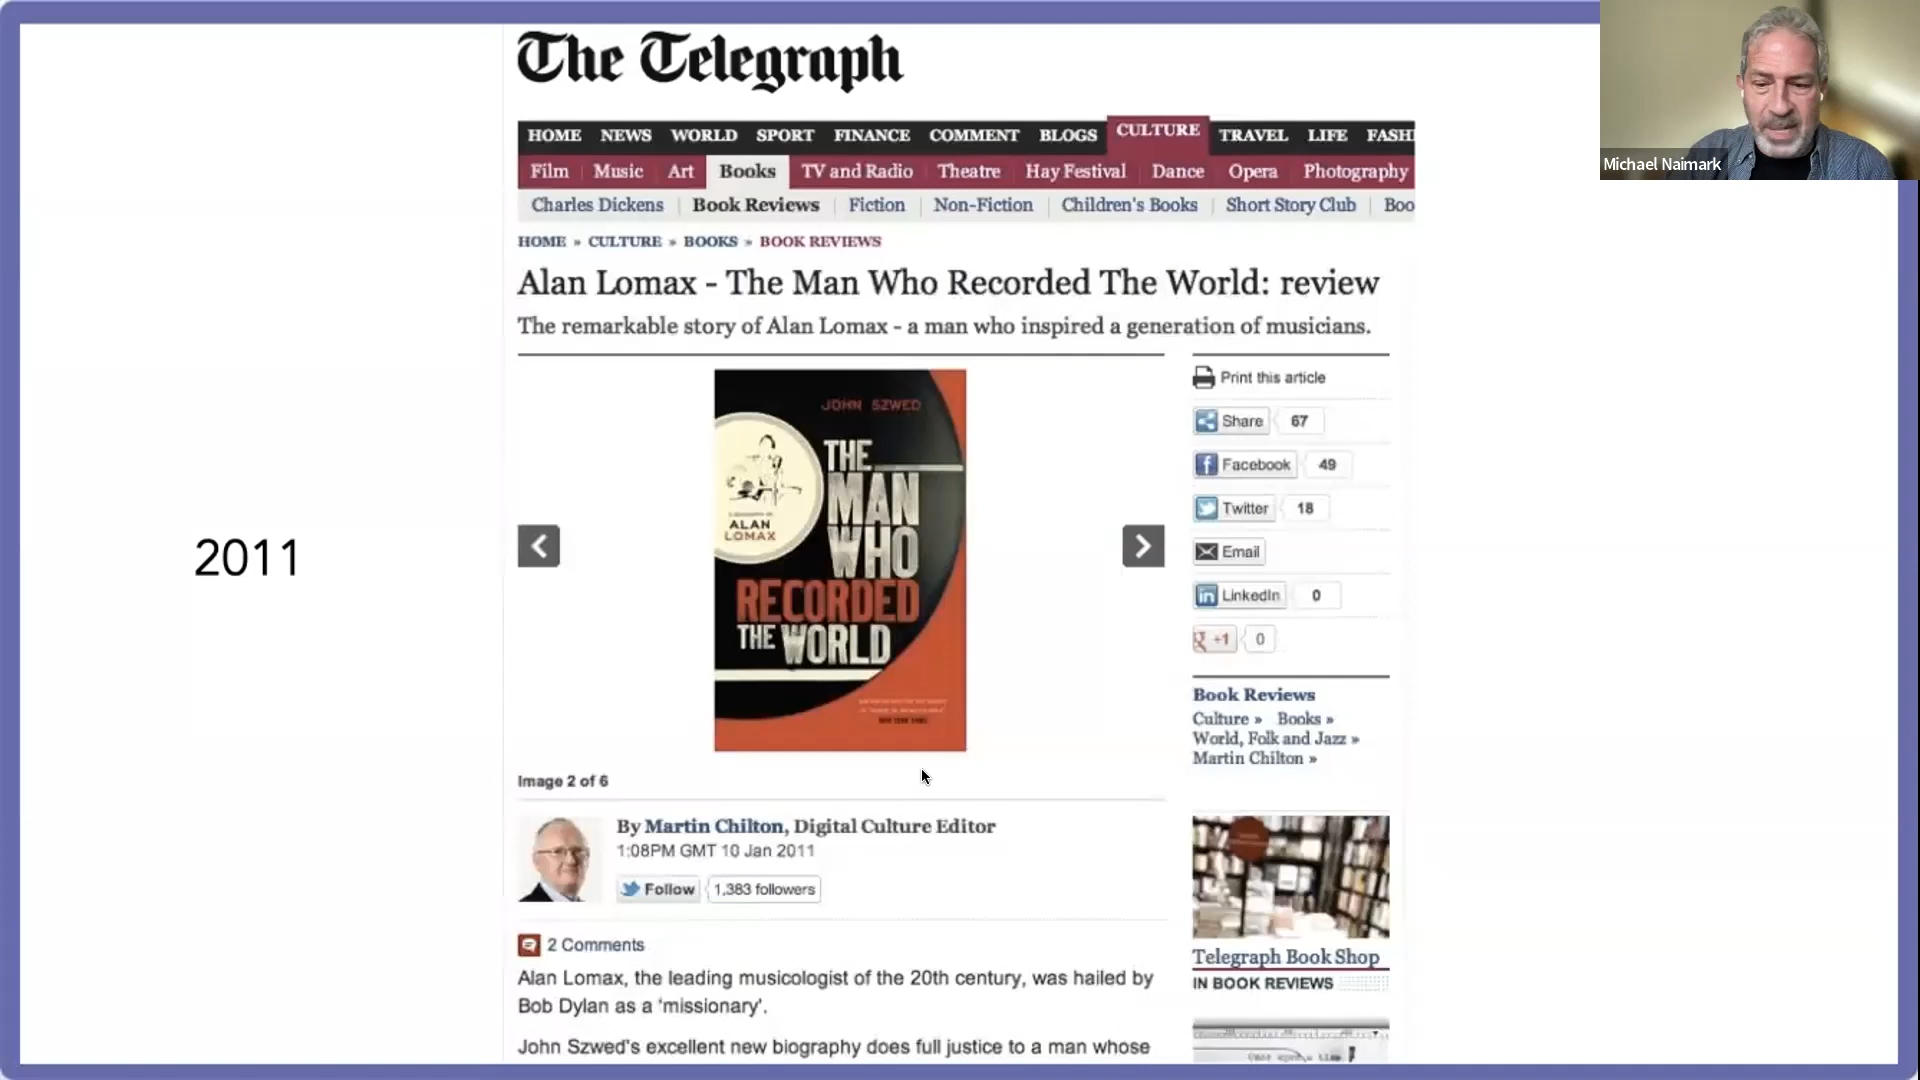 The Telegraph
HOME NEWS WORLD SPORT FINANCE COMMENT BLOGS CULTURE TRAVEL LIFE FASHI
Film Music Art Books TV and Radio Theatre Hay Festival Dance Opera Photography
Charles Dickens Book Reviews Fiction Non-Fiction Children's Books Short Story Club Boo
HOME » CULTURE » BOOKS » BOOK REVIEWS
Alan Lomax - The Man Who Recorded The World: review
The remarkable story of Alan Lomax - a man who inspired a generation of musicians.
2011
JOHN SZWED
THE
MAN
WHO
RECORDED
THE WORLD
ALAN
LOMAX
Image 2 of 6
By Martin Chilton, Digital Culture Editor
1:08PM GMT 10 Jan 2011
Follow 1,383 followers
2 Comments
Alan Lomax, the leading musicologist of the 20th century, was hailed by
Bob Dylan as a 'missionary'.
John Szwed's excellent new biography does full justice to a man whose
Print this article
Share 67
Facebook 49
Twitter 18
Email
LinkedIn 0
+1 0
Book Reviews
Culture » Books »
World, Folk and Jazz »
Martin Chilton »
Telegraph Book Shop
IN BOOK REVIEWS
Michael Naimark